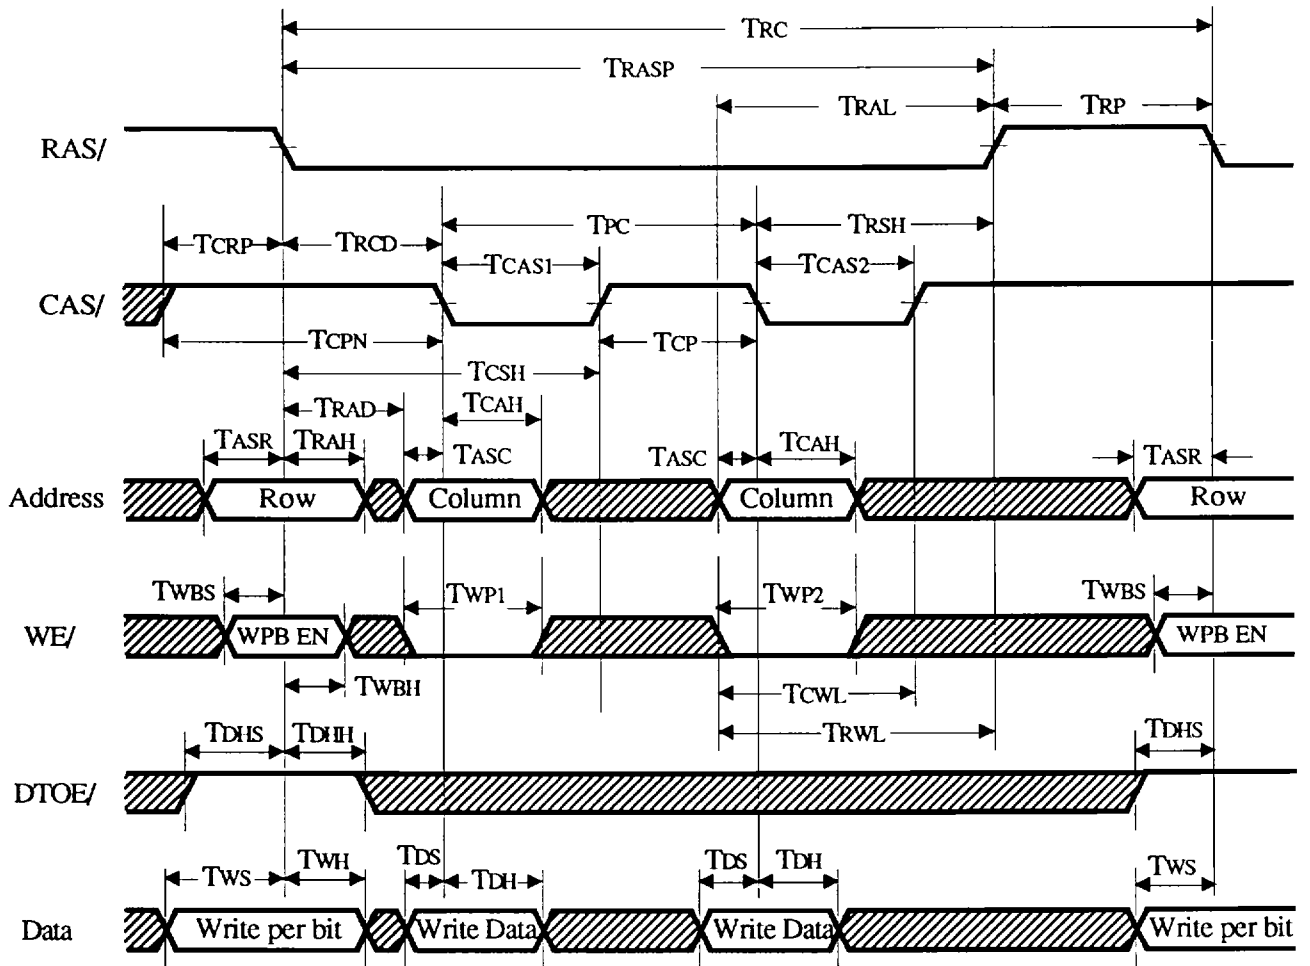 TRC
TRASP
TRAL
TRP
RAS/
TPC
TRSH
TCRP
TRCD
TCAS1
TCAS2
CAS/
TCPN
TCP
TCSH
TRAD
TCAH
TASR
TRAH
TASC
TASC
TCAH
TASR
Address
Row
Column
Column
Row
TWBS
TWP1
TWP2
TWBS
WE/
WPB EN
WPB EN
TWBH
TCWL
TRWL
TDHS
TDHH
TDHS
DTOE/
TWS
TWH
TDS
TDH
TDS
TDH
TWS
Data
Write per bit
Write Data
Write Data
Write per bit